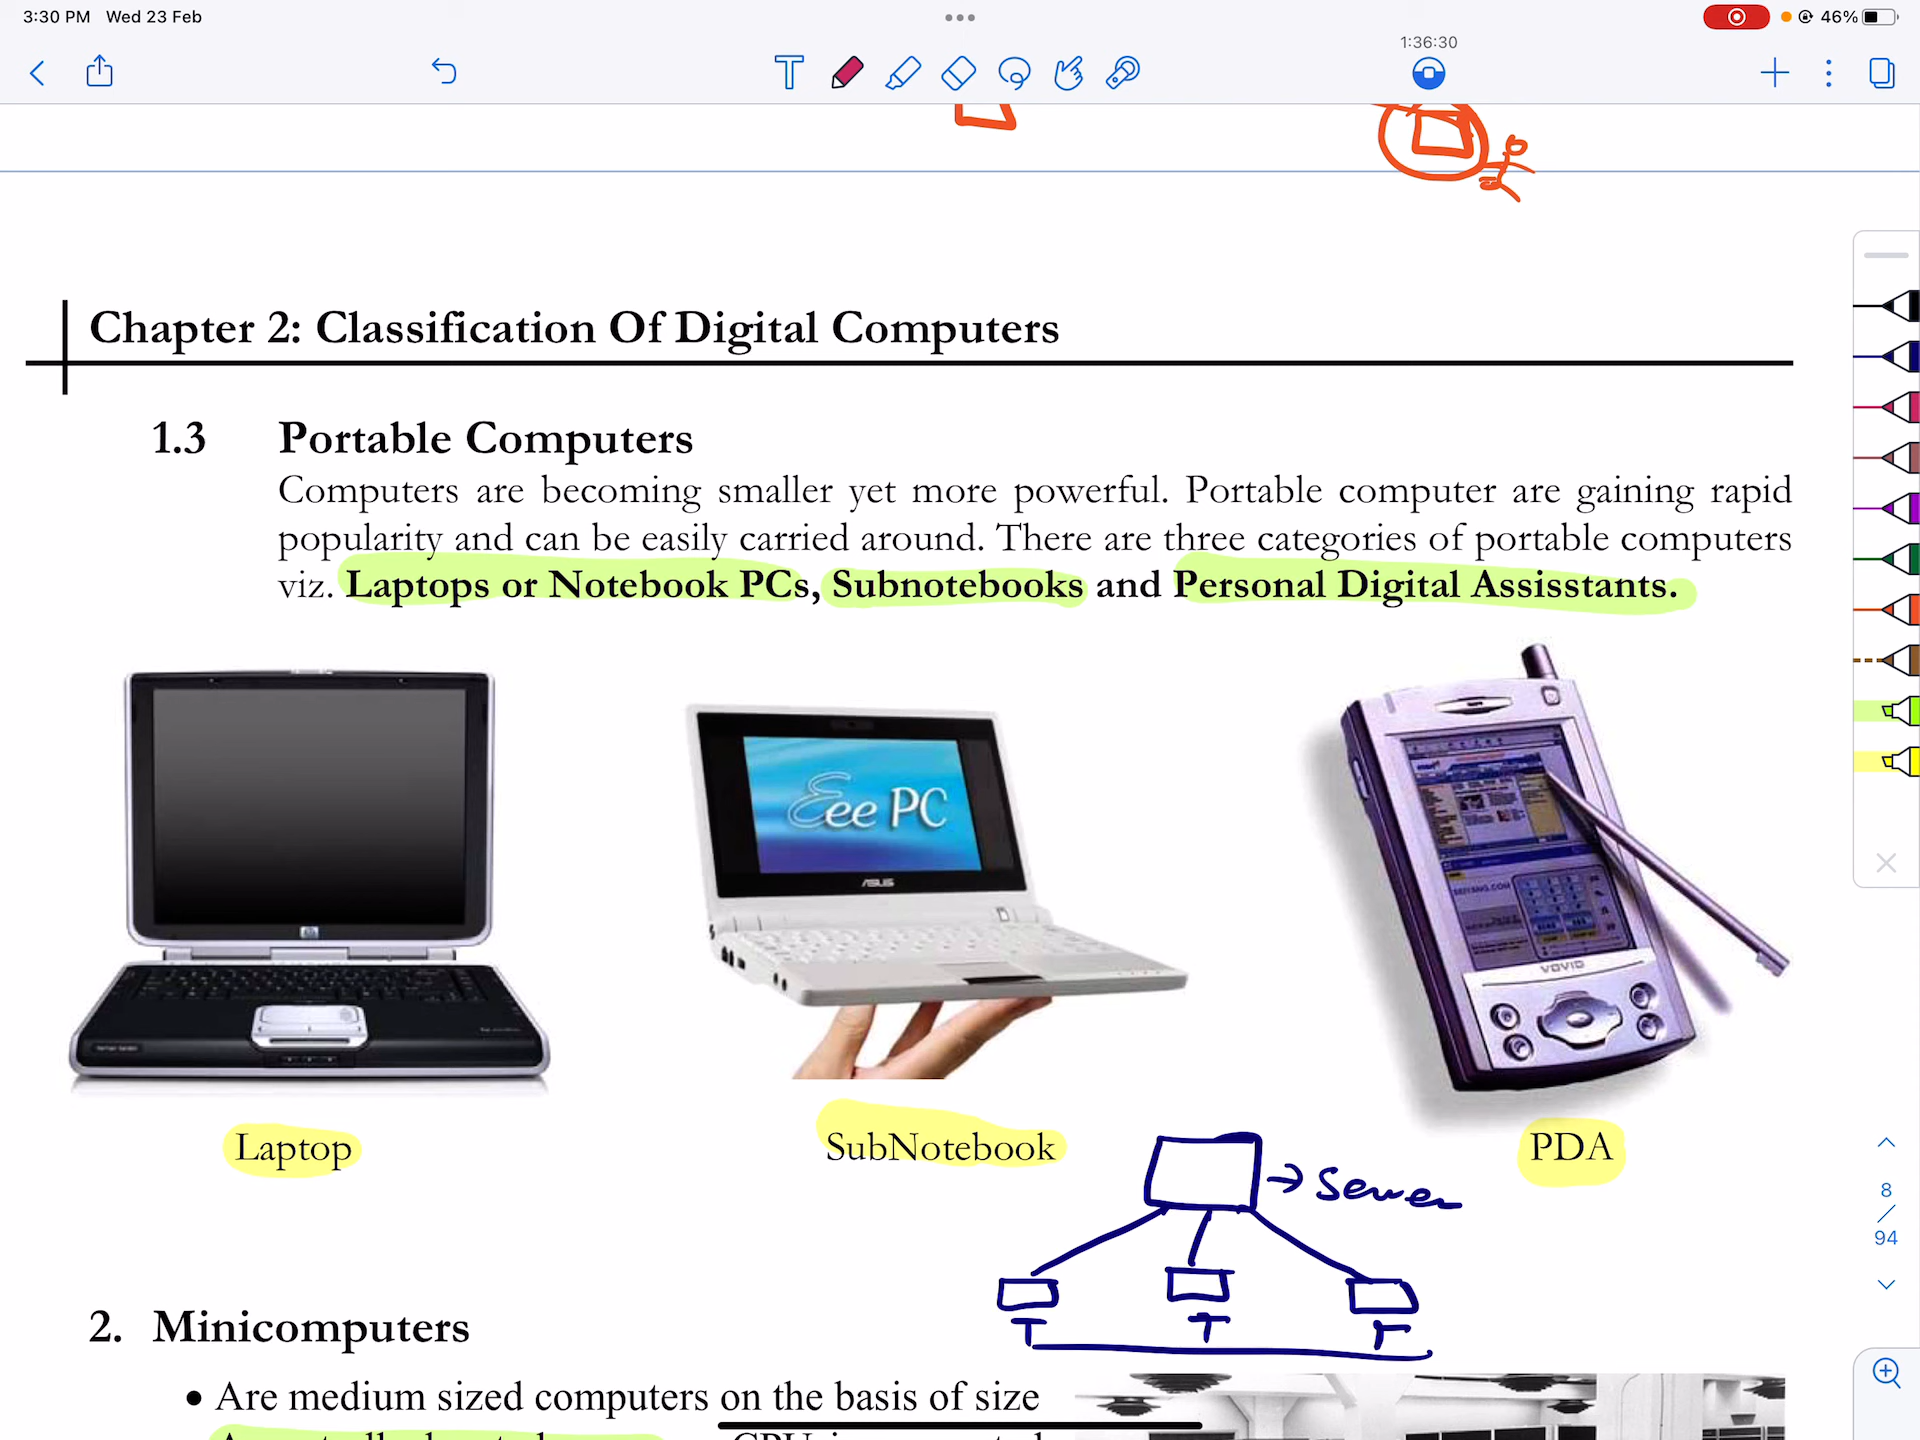 3:30 PM Wed 23 Feb
46%
1:36:30
Chapter 2: Classification Of Digital Computers
1.3 Portable Computers
Computers are becoming smaller yet more powerful. Portable computer are gaining rapid
popularity and can be easily carried around. There are three categories of portable computers
viz. Laptops or Notebook PCs, Subnotebooks and Personal Digital Assisstants.
hp
Eee PC
ASUS
VOVIO
Laptop
SubNotebook
PDA
→ Server
T T T
8
/
94
2. Minicomputers
• Are medium sized computers on the basis of size